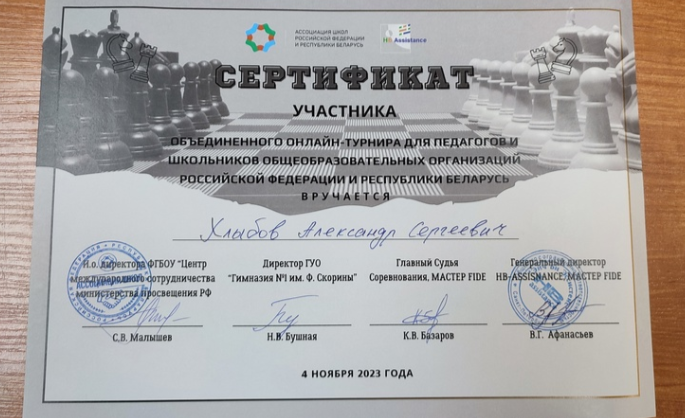 АССОЦИАЦИЯ ШКОЛ
РОССИЙСКОЙ ФЕДЕРАЦИИ
И РЕСПУБЛИКИ БЕЛАРУСЬ
HB Assistance
СЕРТИФИКАТ
УЧАСТНИКА
ОБЪЕДИНЕННОГО ОНЛАЙН-ТУРНИРА ДЛЯ ПЕДАГОГОВ И
ШКОЛЬНИКОВ ОБЩЕОБРАЗОВАТЕЛЬНЫХ ОРГАНИЗАЦИЙ
РОССИЙСКОЙ ФЕДЕРАЦИИ И РЕСПУБЛИКИ БЕЛАРУСЬ
ВРУЧАЕТСЯ
Хлыбов Александр Сергеевич
И.о. директора ФГБОУ "Центр
международного сотрудничества
министерства просвещения РФ
С.В. Малышев
Директор ГУО
"Гимназия №1 им. Ф. Скорины"
Н.В. Бушная
Главный Судья
Соревнования, МАСТЕР FIDE
К.В. Базаров
Генеральный директор
HB-ASSISNANCE, МАСТЕР FIDE
В.Г. Афанасьев
4 НОЯБРЯ 2023 ГОДА